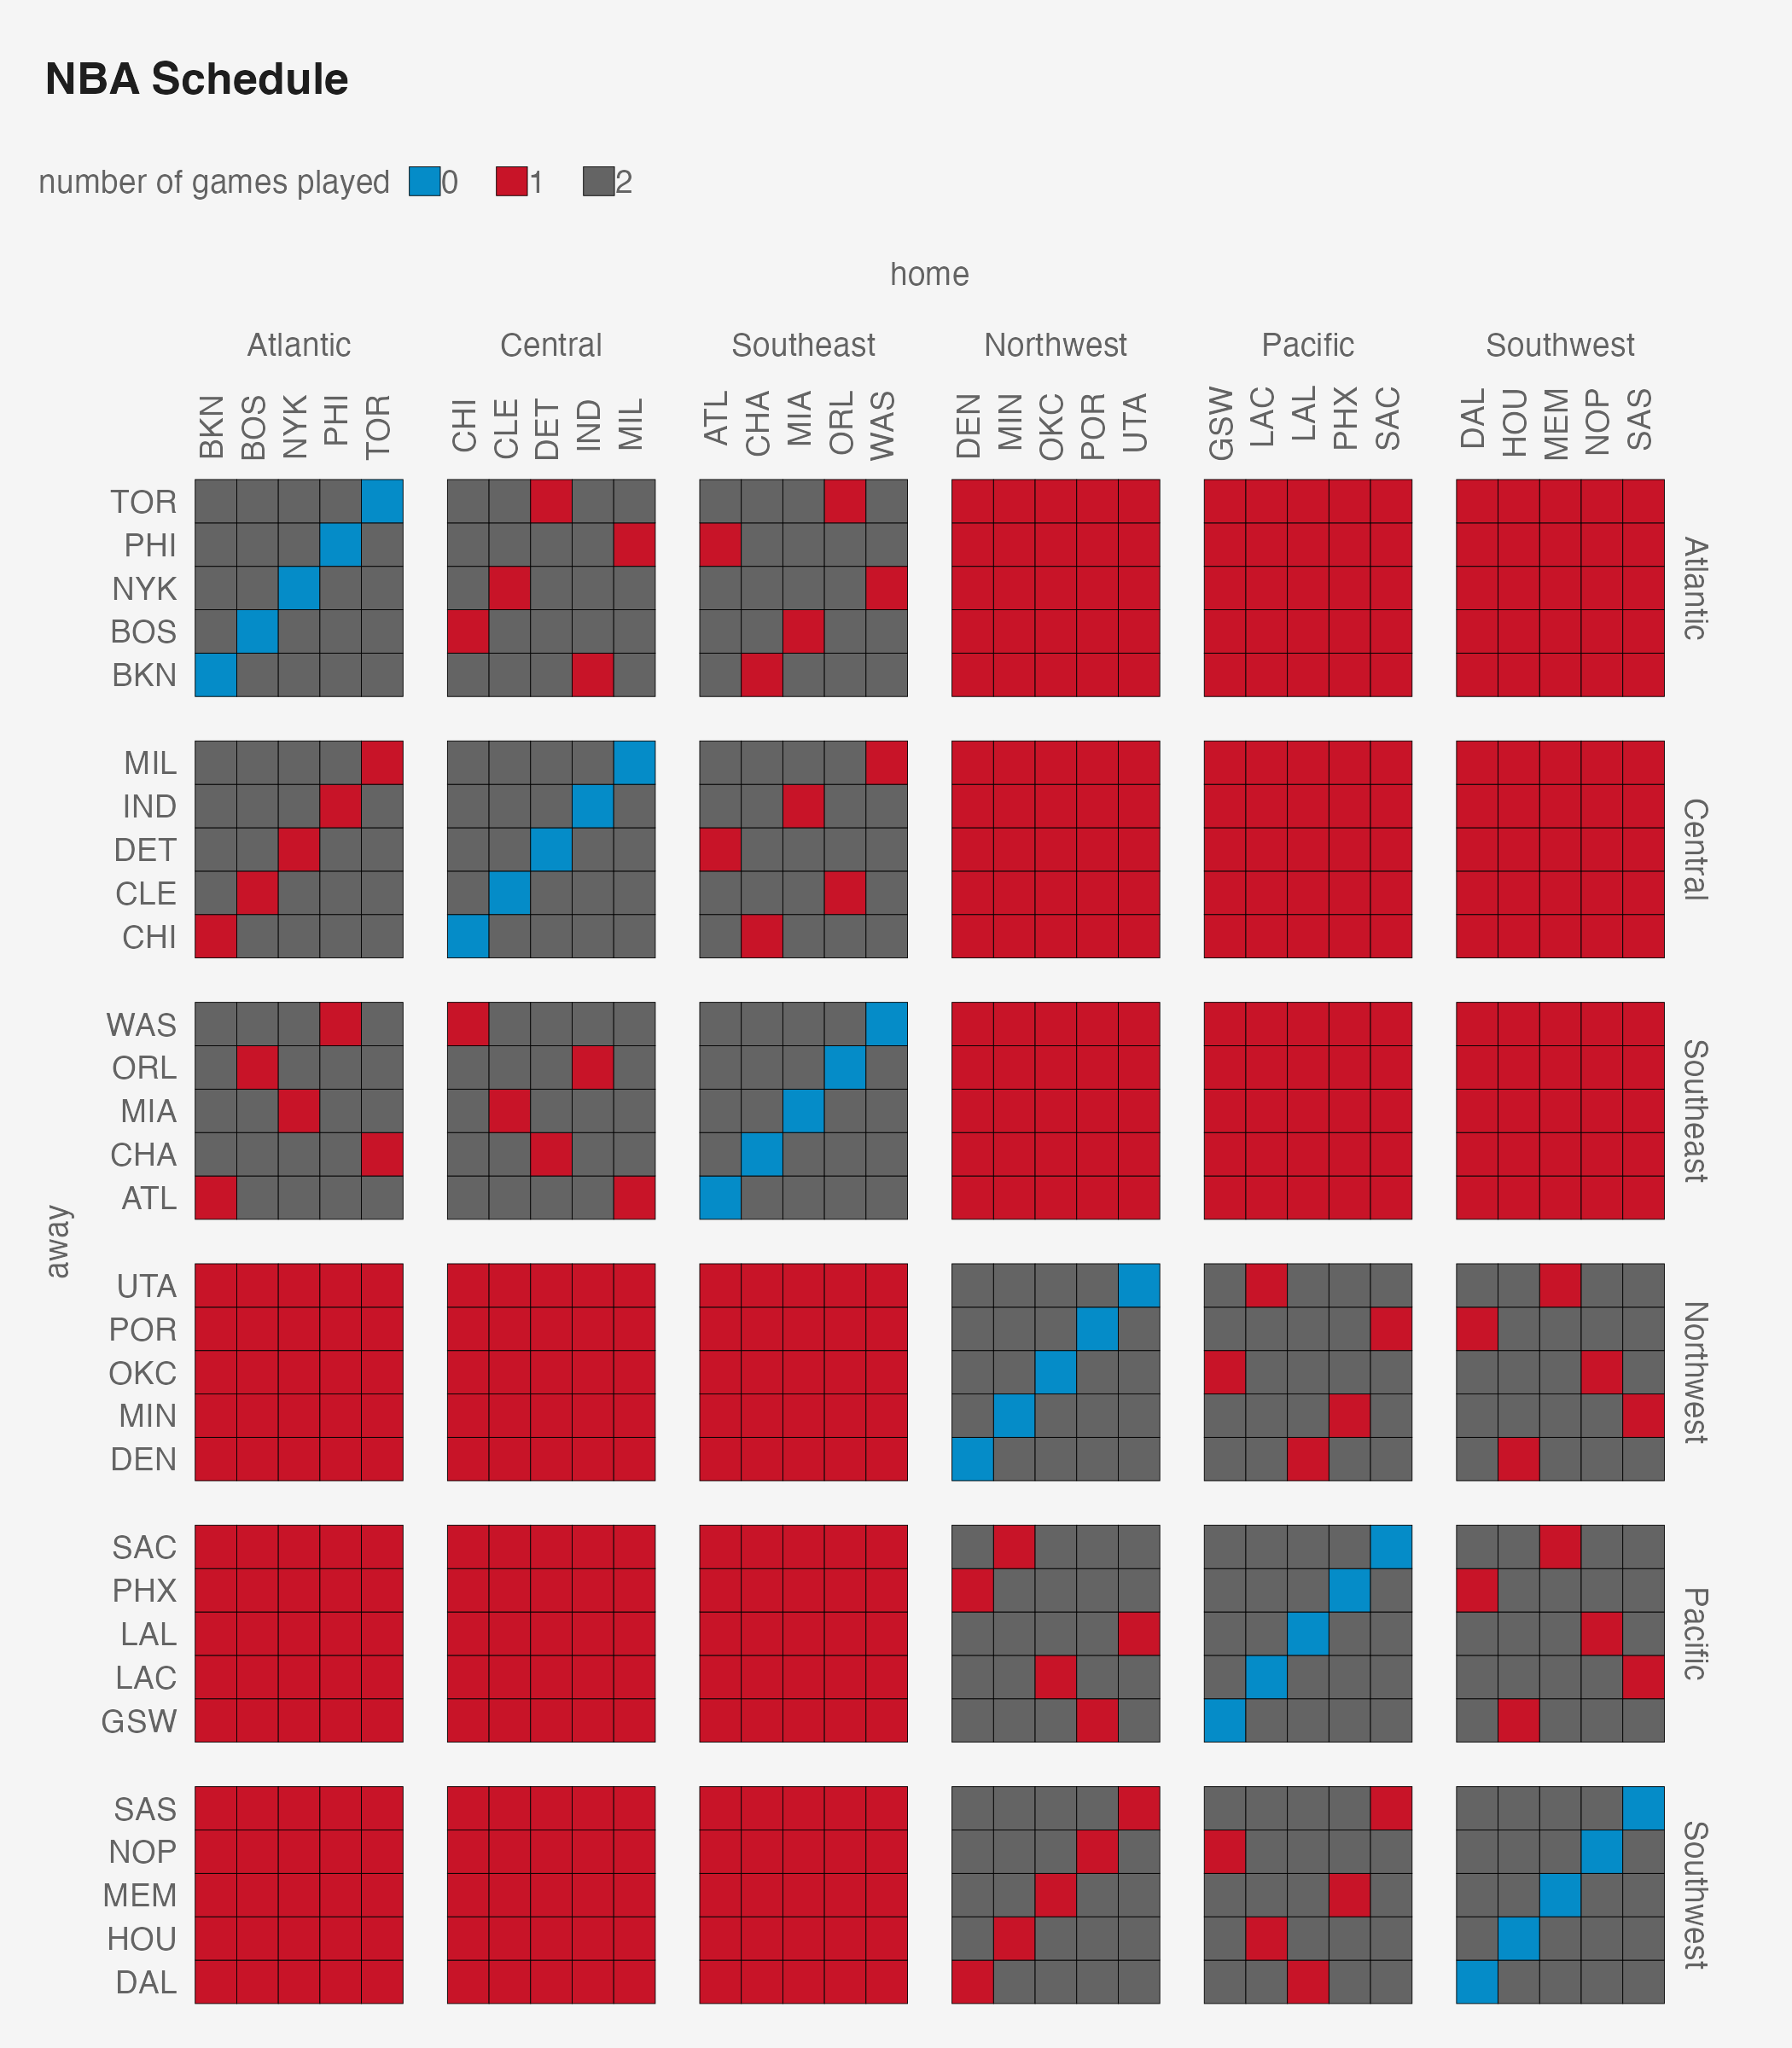 NBA Schedule
number of games played 0 1 2
home
Atlantic Central Southeast Northwest Pacific Southwest
BKN BOS NYK PHI TOR CHI CLE DET IND MIL ATL CHA MIA ORL WAS DEN MIN OKC POR UTA GSW LAC LAL PHX SAC DAL HOU MEM NOP SAS
TOR
PHI
NYK
BOS
BKN
Atlantic
MIL
IND
DET
CLE
CHI
Central
WAS
ORL
MIA
CHA
ATL
Southeast
away
UTA
POR
OKC
MIN
DEN
Northwest
SAC
PHX
LAL
LAC
GSW
Pacific
SAS
NOP
MEM
HOU
DAL
Southwest